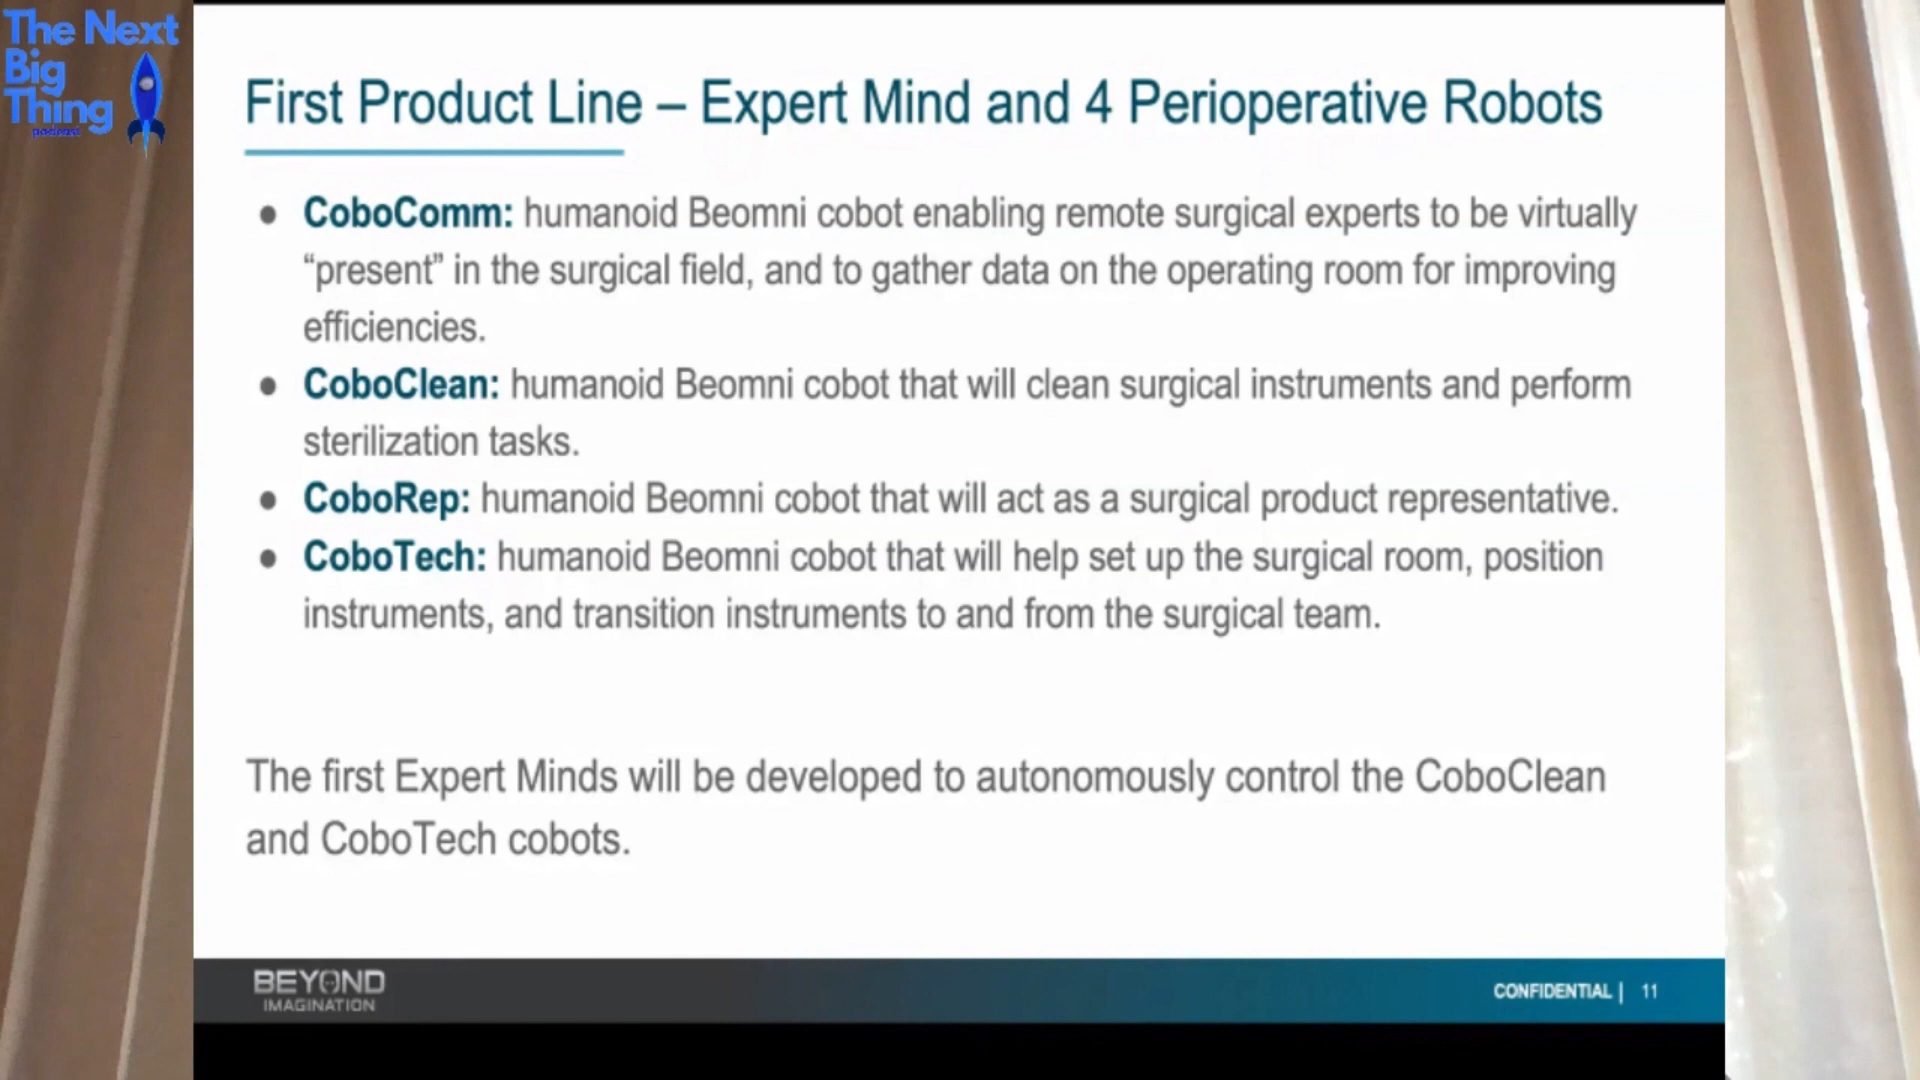 The Next
Big
Thing
podcast
First Product Line – Expert Mind and 4 Perioperative Robots
● CoboComm: humanoid Beomni cobot enabling remote surgical experts to be virtually
“present” in the surgical field, and to gather data on the operating room for improving
efficiencies.
● CoboClean: humanoid Beomni cobot that will clean surgical instruments and perform
sterilization tasks.
● CoboRep: humanoid Beomni cobot that will act as a surgical product representative.
● CoboTech: humanoid Beomni cobot that will help set up the surgical room, position
instruments, and transition instruments to and from the surgical team.
The first Expert Minds will be developed to autonomously control the CoboClean
and CoboTech cobots.
BEYOND
IMAGINATION
CONFIDENTIAL | 11